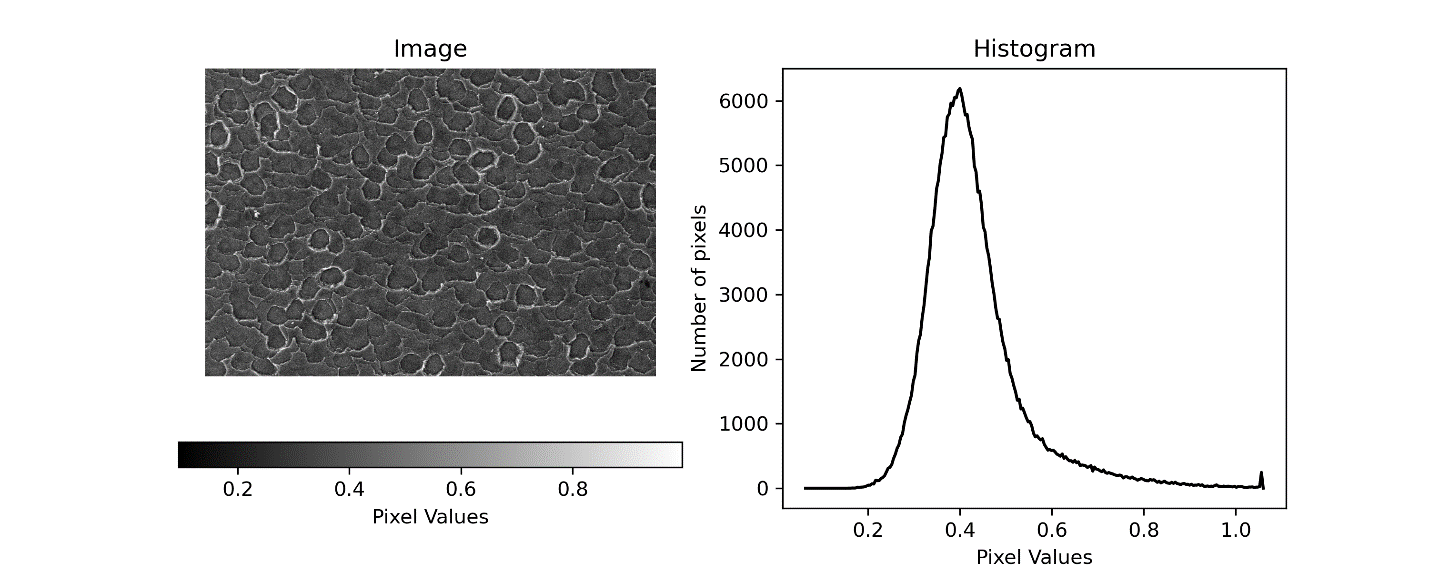 Image
0.2 0.4 0.6 0.8
Pixel Values
Histogram
Number of pixels
6000
5000
4000
3000
2000
1000
0
0.2 0.4 0.6 0.8 1.0
Pixel Values